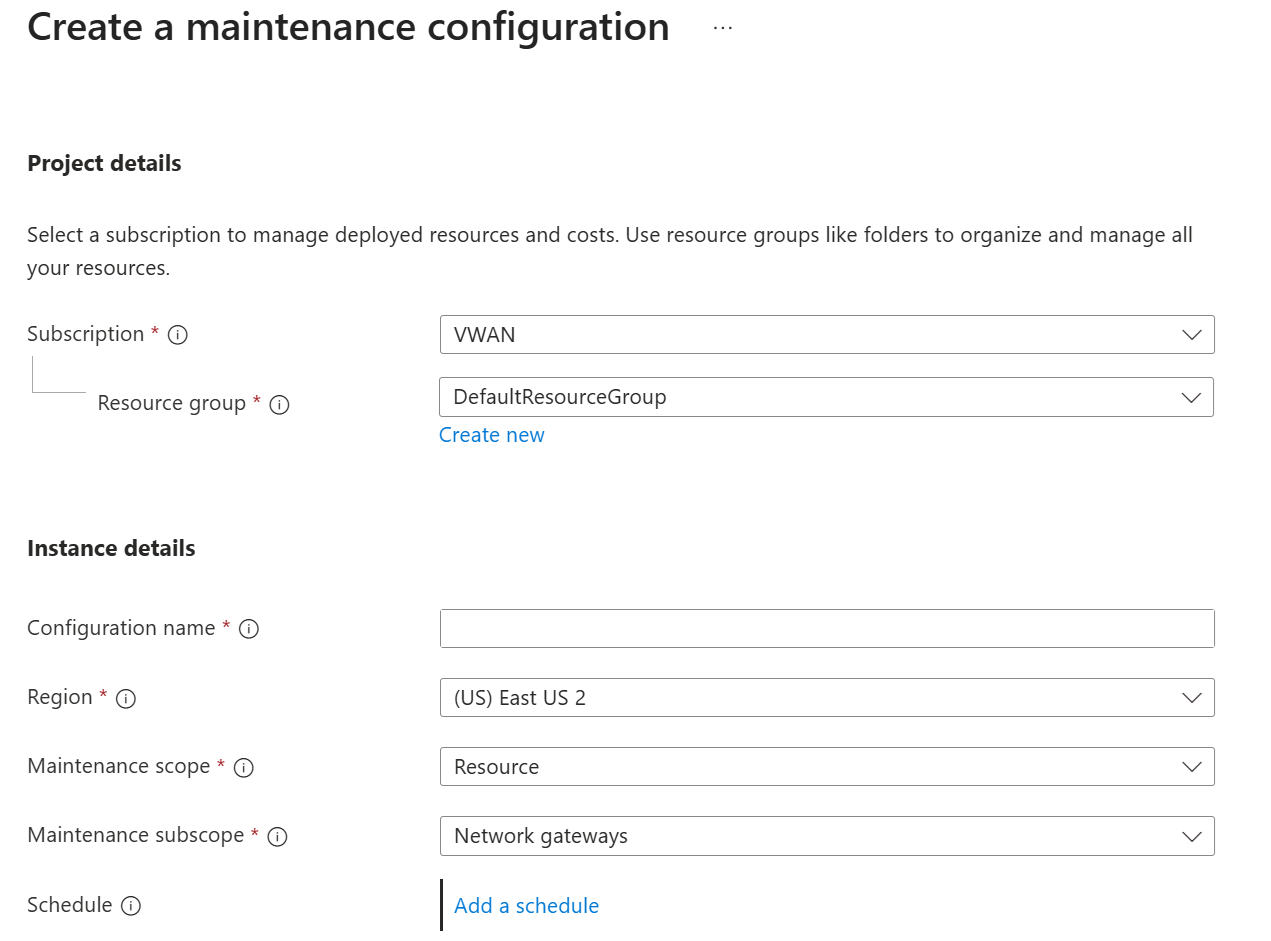 Create a maintenance configuration ...
Project details
Select a subscription to manage deployed resources and costs. Use resource groups like folders to organize and manage all
your resources.
Subscription *
VWAN
Resource group *
DefaultResourceGroup
Create new
Instance details
Configuration name *
Region *
(US) East US 2
Maintenance scope *
Resource
Maintenance subscope *
Network gateways
Schedule
Add a schedule